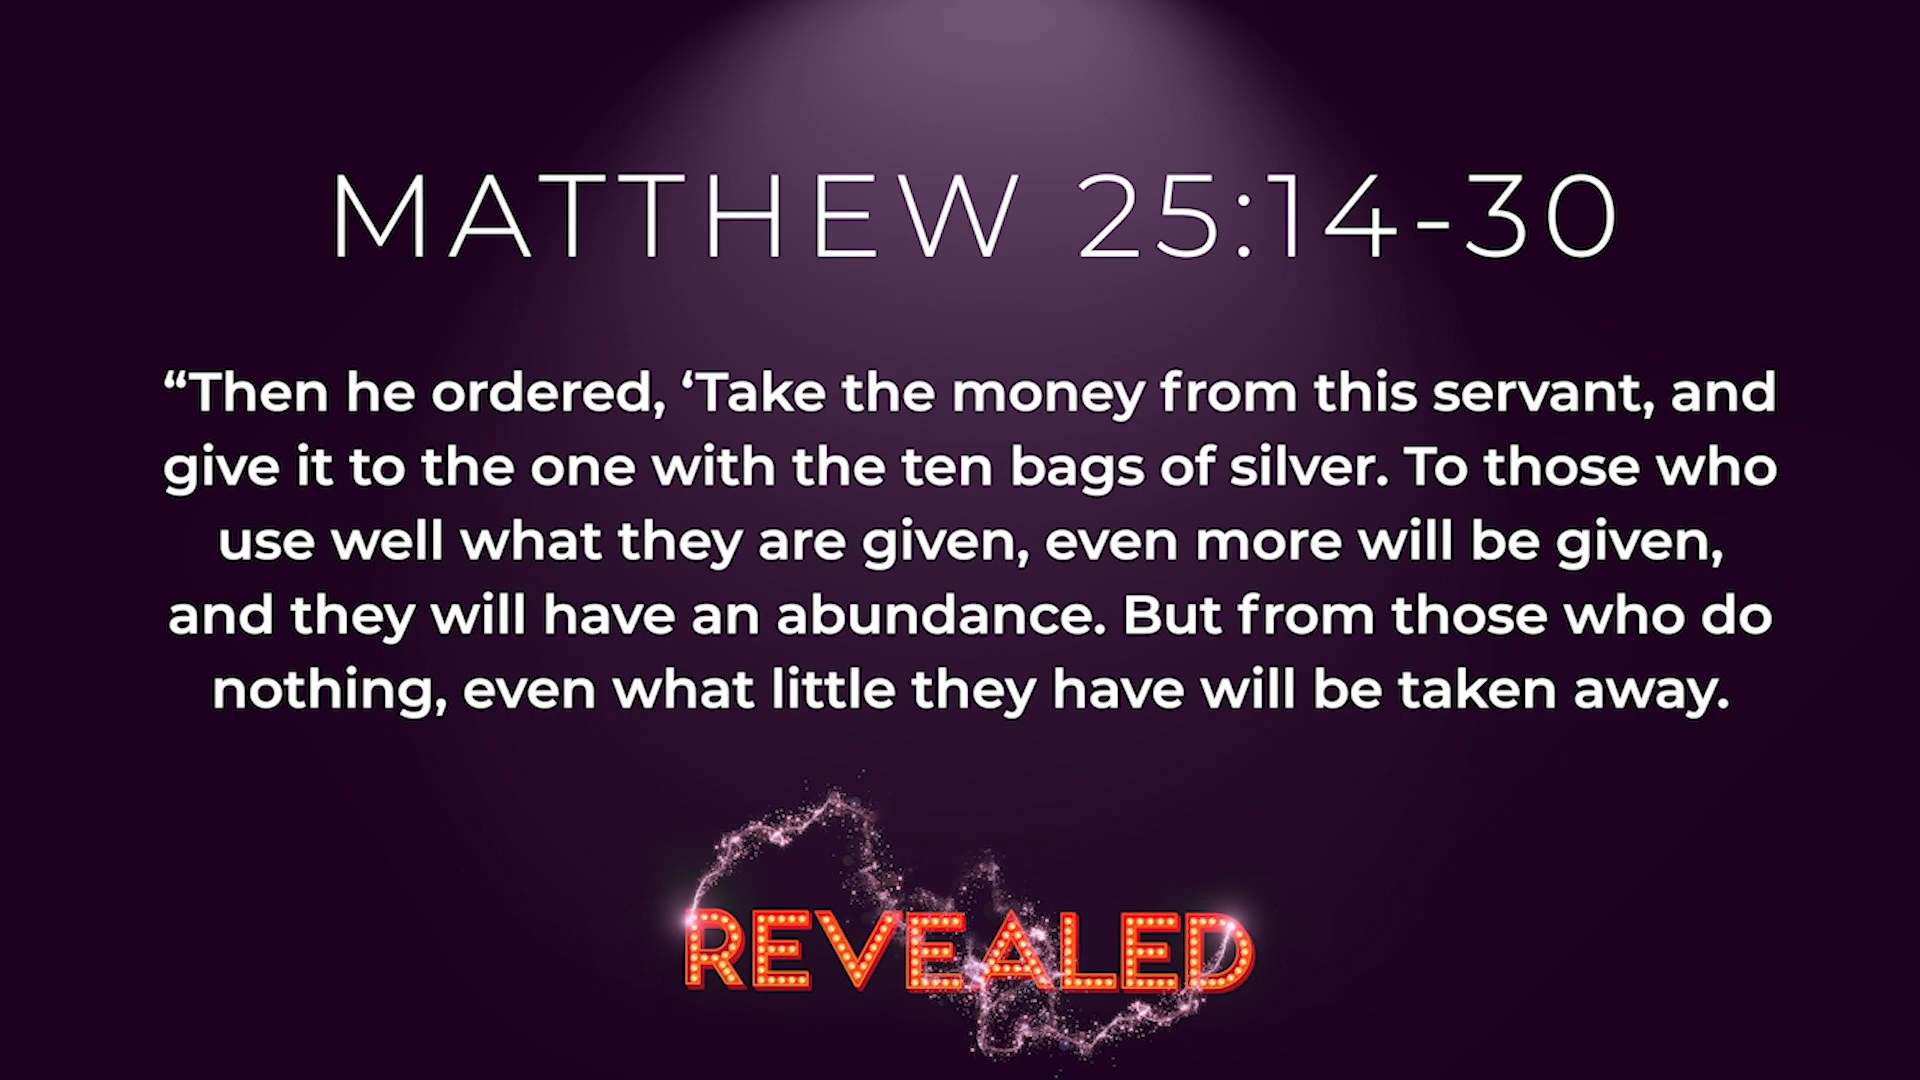 MATTHEW 25:14-30
“Then he ordered, ‘Take the money from this servant, and
give it to the one with the ten bags of silver. To those who
use well what they are given, even more will be given,
and they will have an abundance. But from those who do
nothing, even what little they have will be taken away.
REVEALED